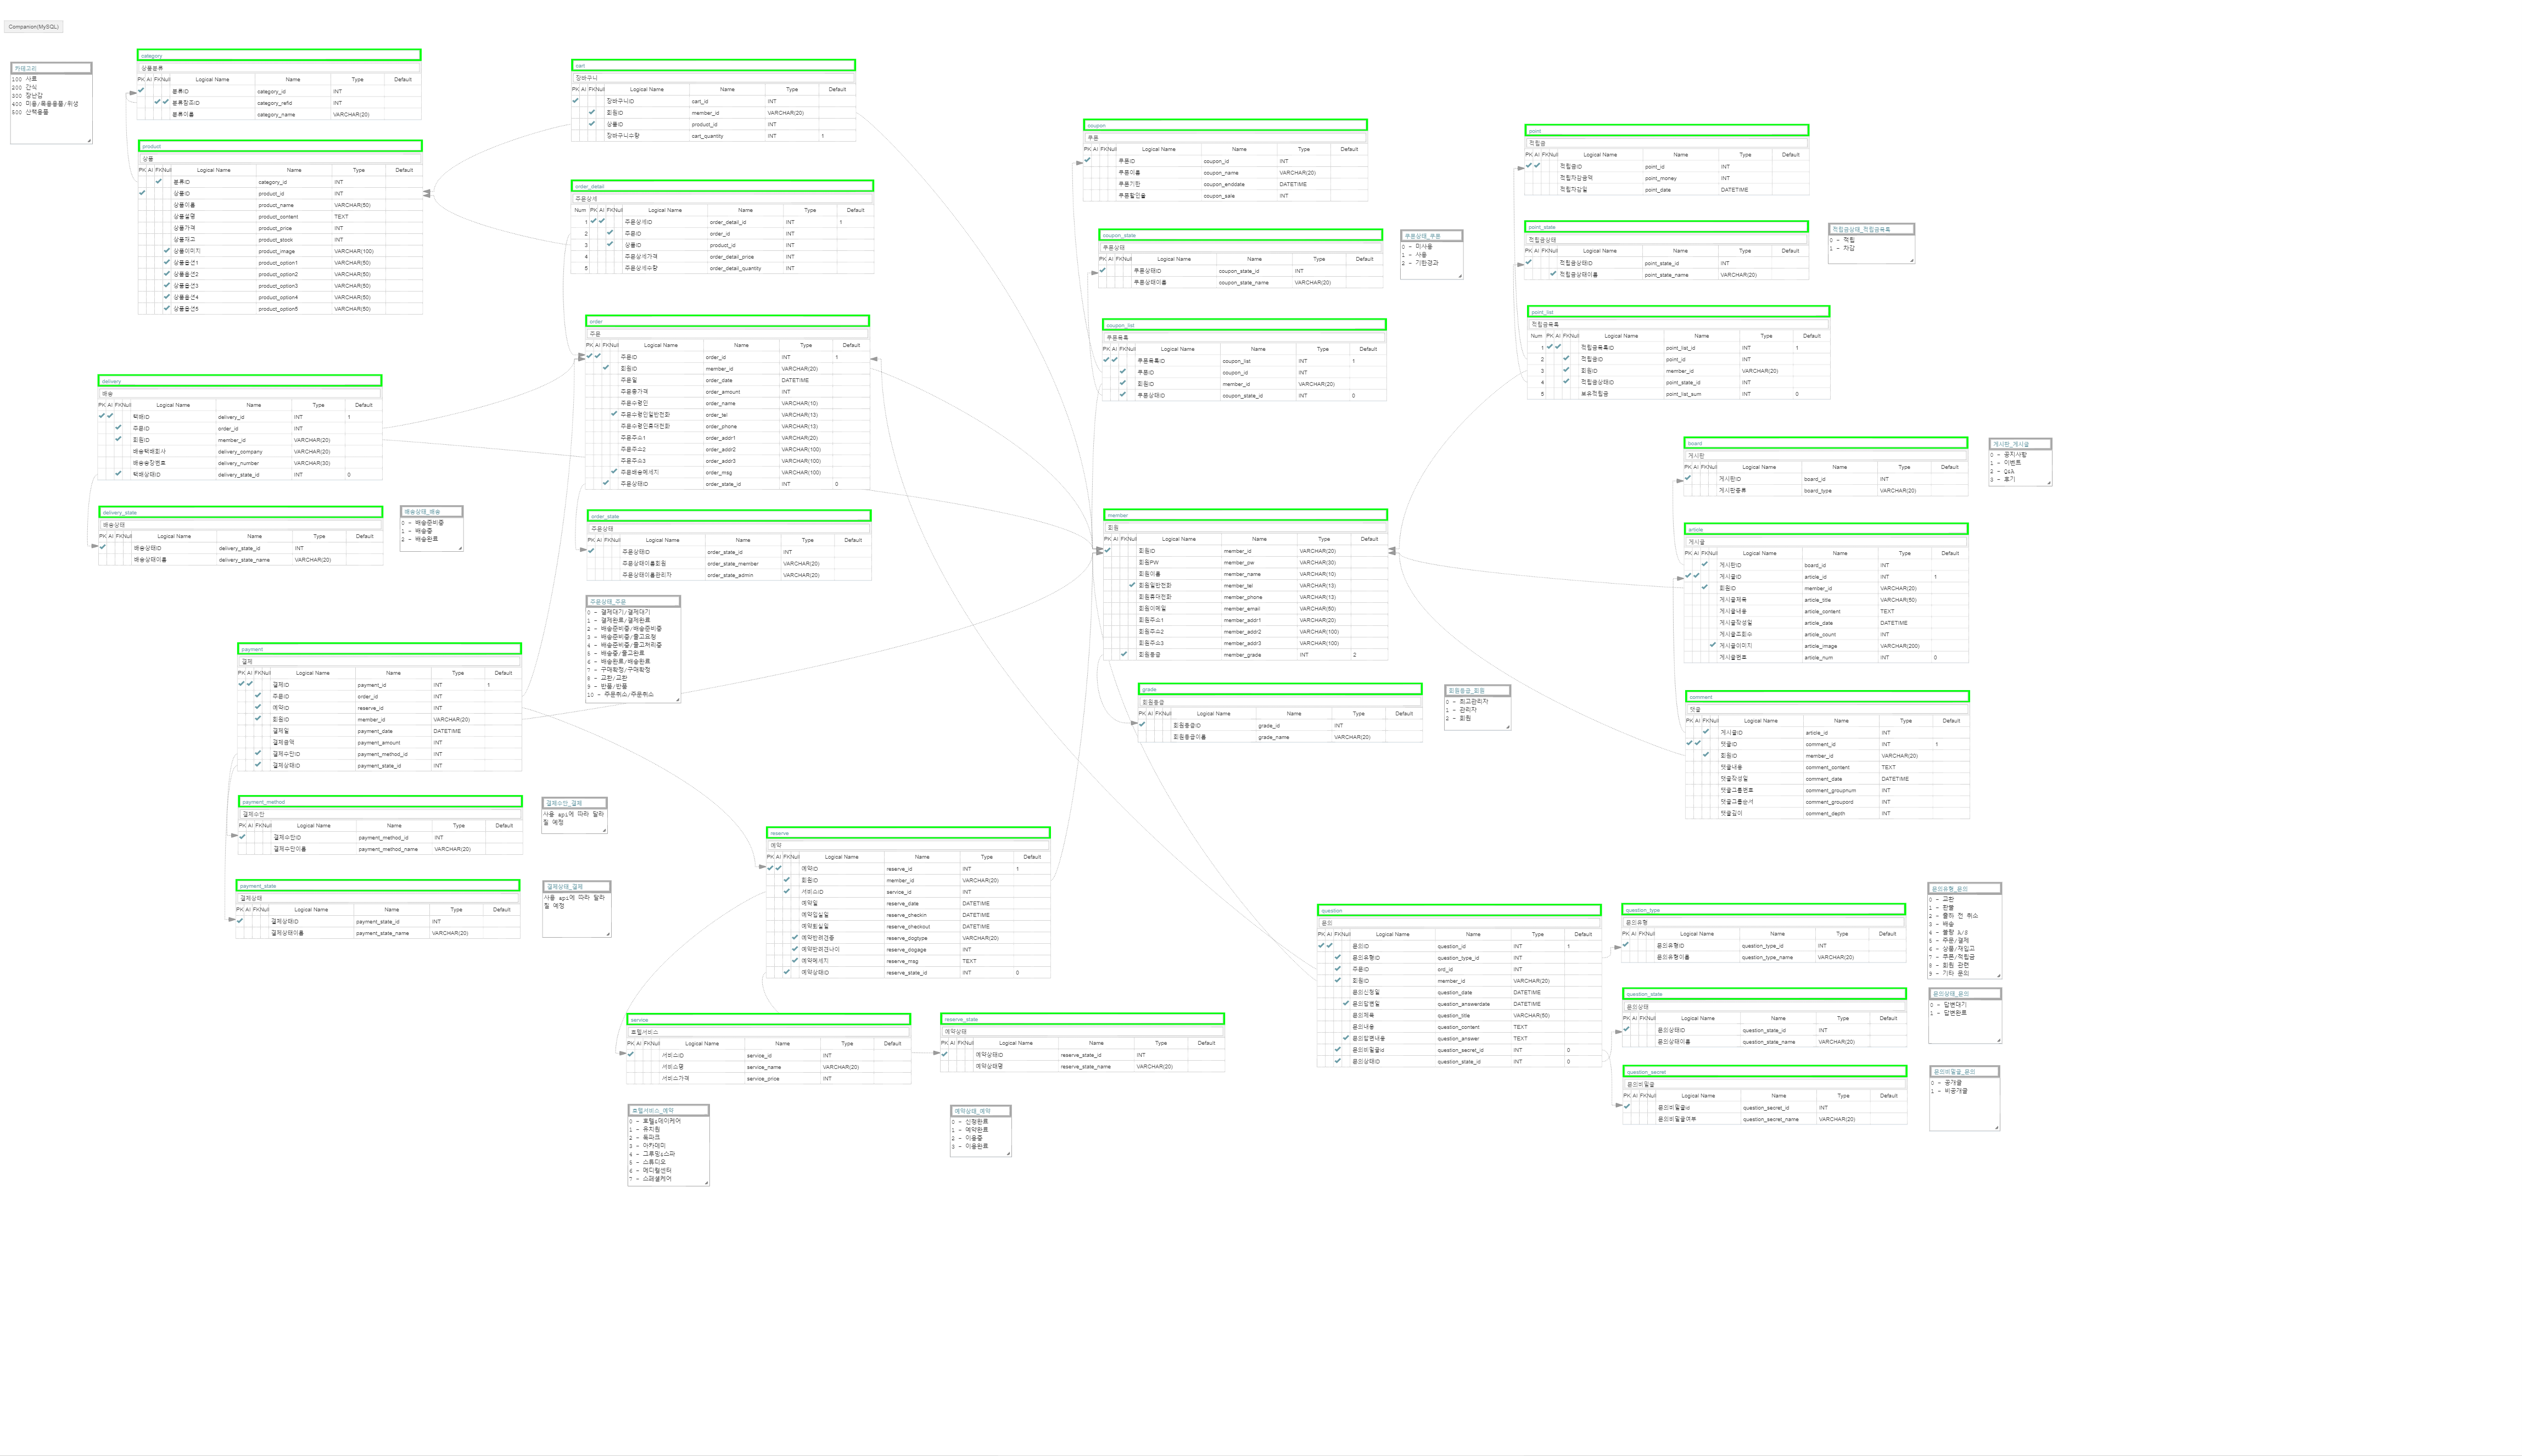 Companion(MySQL)
카테고리
100 사료
200 간식
300 장난감
400 미용/목욕용품/위생
500 산책용품
category
상품분류
PK AI FK Null Logical Name Name Type Default
분류ID category_id INT
분류참조ID category_refid INT
분류이름 category_name VARCHAR(20)
product
상품
PK AI FK Null Logical Name Name Type Default
분류ID category_id INT
상품ID product_id INT
상품이름 product_name VARCHAR(50)
상품설명 product_content TEXT
상품가격 product_price INT
상품재고 product_stock INT
상품이미지 product_image VARCHAR(100)
상품옵션1 product_option1 VARCHAR(50)
상품옵션2 product_option2 VARCHAR(50)
상품옵션3 product_option3 VARCHAR(50)
상품옵션4 product_option4 VARCHAR(50)
상품옵션5 product_option5 VARCHAR(50)
cart
장바구니
PK AI FK Null Logical Name Name Type Default
장바구니ID cart_id INT
회원ID member_id VARCHAR(20)
상품ID product_id INT
장바구니수량 cart_quantity INT 1
order_detail
주문상세
Num PK AI FK Null Logical Name Name Type Default
1 주문상세ID order_detail_id INT 1
2 주문ID order_id INT
3 상품ID product_id INT
4 주문상세가격 order_detail_price INT
5 주문상세수량 order_detail_quantity INT
order
주문
PK AI FK Null Logical Name Name Type Default
주문ID order_id INT 1
회원ID member_id VARCHAR(20)
주문일 order_date DATETIME
주문총가격 order_amount INT
주문수령인 order_name VARCHAR(10)
주문수령인일반전화 order_tel VARCHAR(13)
주문수령인휴대전화 order_phone VARCHAR(13)
주문주소1 order_addr1 VARCHAR(20)
주문주소2 order_addr2 VARCHAR(100)
주문주소3 order_addr3 VARCHAR(100)
주문배송메세지 order_msg VARCHAR(100)
주문상태ID order_state_id INT 0
order_state
주문상태
PK AI FK Null Logical Name Name Type Default
주문상태ID order_state_id INT
주문상태이름회원 order_state_member VARCHAR(20)
주문상태이름관리자 order_state_admin VARCHAR(20)
주문상태_주문
0 - 결제대기/결제대기
1 - 결제완료/결제완료
2 - 배송준비중/배송준비중
3 - 배송준비중/출고요청
4 - 배송준비중/출고처리중
5 - 배송중/출고완료
6 - 배송완료/배송완료
7 - 구매확정/구매확정
8 - 교환/교환
9 - 반품/반품
10 - 주문취소/주문취소
delivery
배송
PK AI FK Null Logical Name Name Type Default
택배ID delivery_id INT 1
주문ID order_id INT
회원ID member_id VARCHAR(20)
배송택배회사 delivery_company VARCHAR(20)
배송송장번호 delivery_number VARCHAR(30)
택배상태ID delivery_state_id INT 0
delivery_state
배송상태
PK AI FK Null Logical Name Name Type Default
배송상태ID delivery_state_id INT
배송상태이름 delivery_state_name VARCHAR(20)
배송상태_배송
0 - 배송준비중
1 - 배송중
2 - 배송완료
payment
결제
PK AI FK Null Logical Name Name Type Default
결제ID payment_id INT 1
주문ID order_id INT
예약ID reserve_id INT
회원ID member_id VARCHAR(20)
결제일 payment_date DATETIME
결제금액 payment_amount INT
결제수단ID payment_method_id INT
결제상태ID payment_state_id INT
payment_method
결제수단
PK AI FK Null Logical Name Name Type Default
결제수단ID payment_method_id INT
결제수단이름 payment_method_name VARCHAR(20)
결제수단_결제
사용 api에 따라 달라
질 예정
payment_state
결제상태
PK AI FK Null Logical Name Name Type Default
결제상태ID payment_state_id INT
결제상태이름 payment_state_name VARCHAR(20)
결제상태_결제
사용 api에 따라 달라
질 예정
coupon
쿠폰
PK AI FK Null Logical Name Name Type Default
쿠폰ID coupon_id INT
쿠폰이름 coupon_name VARCHAR(20)
쿠폰기한 coupon_enddate DATETIME
쿠폰할인율 coupon_sale INT
coupon_state
쿠폰상태
PK AI FK Null Logical Name Name Type Default
쿠폰상태ID coupon_state_id INT
쿠폰상태이름 coupon_state_name VARCHAR(20)
쿠폰상태_쿠폰
0 - 미사용
1 - 사용
2 - 기한경과
coupon_list
쿠폰목록
PK AI FK Null Logical Name Name Type Default
쿠폰목록ID coupon_list INT 1
쿠폰ID coupon_id INT
회원ID member_id VARCHAR(20)
쿠폰상태ID coupon_state_id INT 0
point
적립금
PK AI FK Null Logical Name Name Type Default
적립금ID point_id INT
적립차감금액 point_money INT
적립차감일 point_date DATETIME
point_state
적립금상태
PK AI FK Null Logical Name Name Type Default
적립금상태ID point_state_id INT
적립금상태이름 point_state_name VARCHAR(20)
적립금상태_적립금목록
0 - 적립
1 - 차감
point_list
적립금목록
Num PK AI FK Null Logical Name Name Type Default
1 적립금목록ID point_list_id INT 1
2 적립금ID point_id INT
3 회원ID member_id VARCHAR(20)
4 적립금상태ID point_state_id INT
5 보유적립금 point_list_sum INT 0
member
회원
PK AI FK Null Logical Name Name Type Default
회원ID member_id VARCHAR(20)
회원PW member_pw VARCHAR(30)
회원이름 member_name VARCHAR(10)
회원일반전화 member_tel VARCHAR(13)
회원휴대전화 member_phone VARCHAR(13)
회원이메일 member_email VARCHAR(50)
회원주소1 member_addr1 VARCHAR(20)
회원주소2 member_addr2 VARCHAR(100)
회원주소3 member_addr3 VARCHAR(100)
회원등급 member_grade INT 2
grade
회원등급
PK AI FK Null Logical Name Name Type Default
회원등급ID grade_id INT
회원등급이름 grade_name VARCHAR(20)
회원등급_회원
0 - 최고관리자
1 - 관리자
2 - 회원
board
게시판
PK AI FK Null Logical Name Name Type Default
게시판ID board_id INT
게시판종류 board_type VARCHAR(20)
게시판_게시글
0 - 공지사항
1 - 이벤트
2 - Q&A
3 - 후기
article
게시글
PK AI FK Null Logical Name Name Type Default
게시판ID board_id INT
게시글ID article_id INT 1
회원ID member_id VARCHAR(20)
게시글제목 article_title VARCHAR(50)
게시글내용 article_content TEXT
게시글작성일 article_date DATETIME
게시글조회수 article_count INT
게시글이미지 article_image VARCHAR(200)
게시글번호 article_num INT 0
comment
댓글
PK AI FK Null Logical Name Name Type Default
게시글ID article_id INT
댓글ID comment_id INT 1
회원ID member_id VARCHAR(20)
댓글내용 comment_content TEXT
댓글작성일 comment_date DATETIME
댓글그룹번호 comment_groupnum INT
댓글그룹순서 comment_groupord INT
댓글깊이 comment_depth INT
reserve
예약
PK AI FK Null Logical Name Name Type Default
예약ID reserve_id INT 1
회원ID member_id VARCHAR(20)
서비스ID service_id INT
예약일 reserve_date DATETIME
예약입실일 reserve_checkin DATETIME
예약퇴실일 reserve_checkout DATETIME
예약반려견종 reserve_dogtype VARCHAR(20)
예약반려견나이 reserve_dogage INT
예약메세지 reserve_msg TEXT
예약상태ID reserve_state_id INT 0
service
호텔서비스
PK AI FK Null Logical Name Name Type Default
서비스ID service_id INT
서비스명 service_name VARCHAR(20)
서비스가격 service_price INT
호텔서비스_예약
0 - 호텔&데이케어
1 - 유치원
2 - 독파크
3 - 아카데미
4 - 그루밍&스파
5 - 스튜디오
6 - 메디컬센터
7 - 스페셜케어
reserve_state
예약상태
PK AI FK Null Logical Name Name Type Default
예약상태ID reserve_state_id INT
예약상태명 reserve_state_name VARCHAR(20)
예약상태_예약
0 - 신청완료
1 - 예약완료
2 - 이용중
3 - 이용완료
question
문의
PK AI FK Null Logical Name Name Type Default
문의ID question_id INT 1
문의유형ID question_type_id INT
주문ID ord_id INT
회원ID member_id VARCHAR(20)
문의신청일 question_date DATETIME
문의답변일 question_answerdate DATETIME
문의제목 question_title VARCHAR(50)
문의내용 question_content TEXT
문의답변내용 question_answer TEXT
문의비밀글id question_secret_id INT 0
문의상태ID question_state_id INT 0
question_type
문의유형
PK AI FK Null Logical Name Name Type Default
문의유형ID question_type_id INT
문의유형이름 question_type_name VARCHAR(20)
문의유형_문의
0 - 교환
1 - 반품
2 - 출하 전 취소
3 - 배송
4 - 불량 A/S
5 - 주문/결제
6 - 상품/재입고
7 - 쿠폰/적립금
8 - 회원 관련
9 - 기타 문의
question_state
문의상태
PK AI FK Null Logical Name Name Type Default
문의상태ID question_state_id INT
문의상태이름 question_state_name VARCHAR(20)
문의상태_문의
0 - 답변대기
1 - 답변완료
question_secret
문의비밀글
PK AI FK Null Logical Name Name Type Default
문의비밀글id question_secret_id INT
문의비밀글여부 question_secret_name VARCHAR(20)
문의비밀글_문의
0 - 공개글
1 - 비공개글